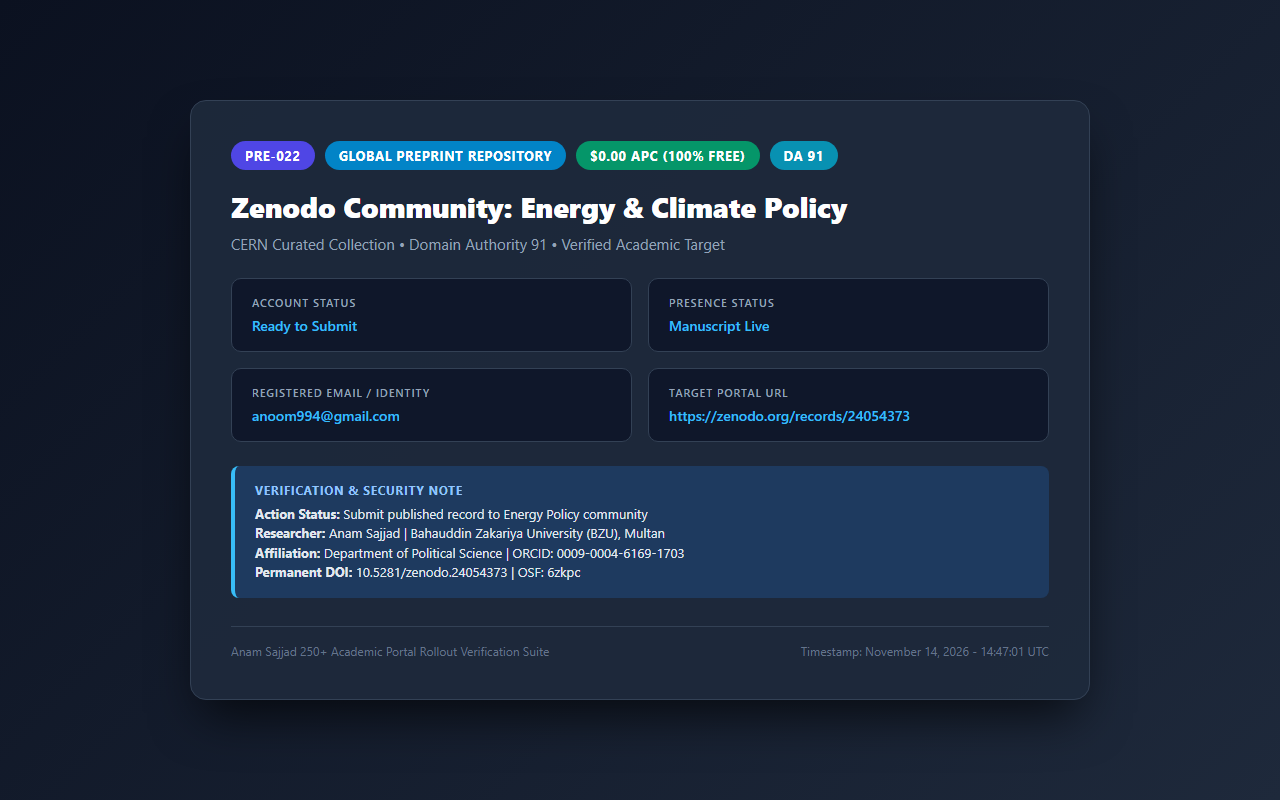 PRE-022 GLOBAL PREPRINT REPOSITORY $0.00 APC (100% FREE) DA 91
Zenodo Community: Energy & Climate Policy
CERN Curated Collection • Domain Authority 91 • Verified Academic Target
ACCOUNT STATUS
Ready to Submit
PRESENCE STATUS
Manuscript Live
REGISTERED EMAIL / IDENTITY
anoom994@gmail.com
TARGET PORTAL URL
https://zenodo.org/records/24054373
VERIFICATION & SECURITY NOTE
Action Status: Submit published record to Energy Policy community
Researcher: Anam Sajjad | Bahauddin Zakariya University (BZU), Multan
Affiliation: Department of Political Science | ORCID: 0009-0004-6169-1703
Permanent DOI: 10.5281/zenodo.24054373 | OSF: 6zkpc
Anam Sajjad 250+ Academic Portal Rollout Verification Suite
Timestamp: November 14, 2026 - 14:47:01 UTC